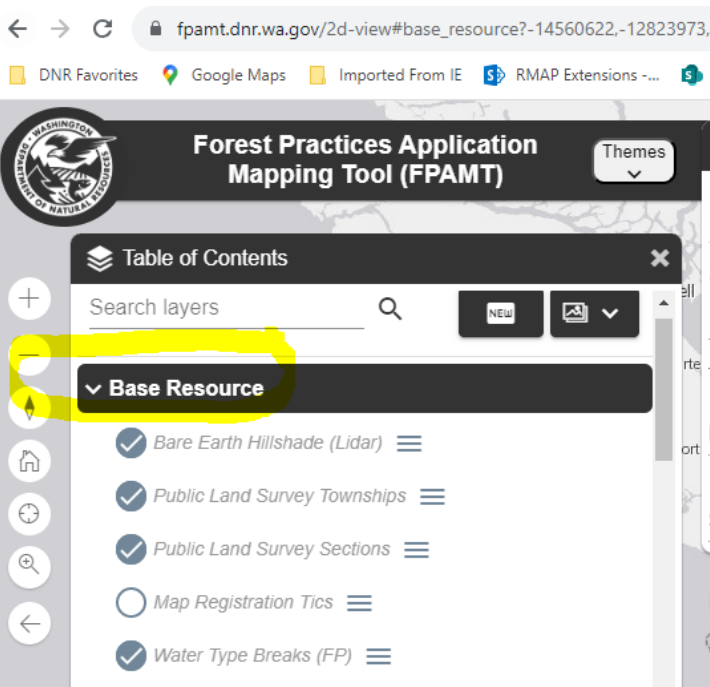 fpamt.dnr.wa.gov/2d-view#base_resource?-14560622,-12823973,
DNR Favorites Google Maps Imported From IE RMAP Extensions -...
WASHINGTON
DEPARTMENT OF NATURAL RESOURCES
Forest Practices Application
Mapping Tool (FPAMT)
Themes
Table of Contents
ell
Search layers NEW
rte
Base Resource
Bare Earth Hillshade (Lidar)
ort
Public Land Survey Townships
Public Land Survey Sections
Map Registration Tics
Water Type Breaks (FP)